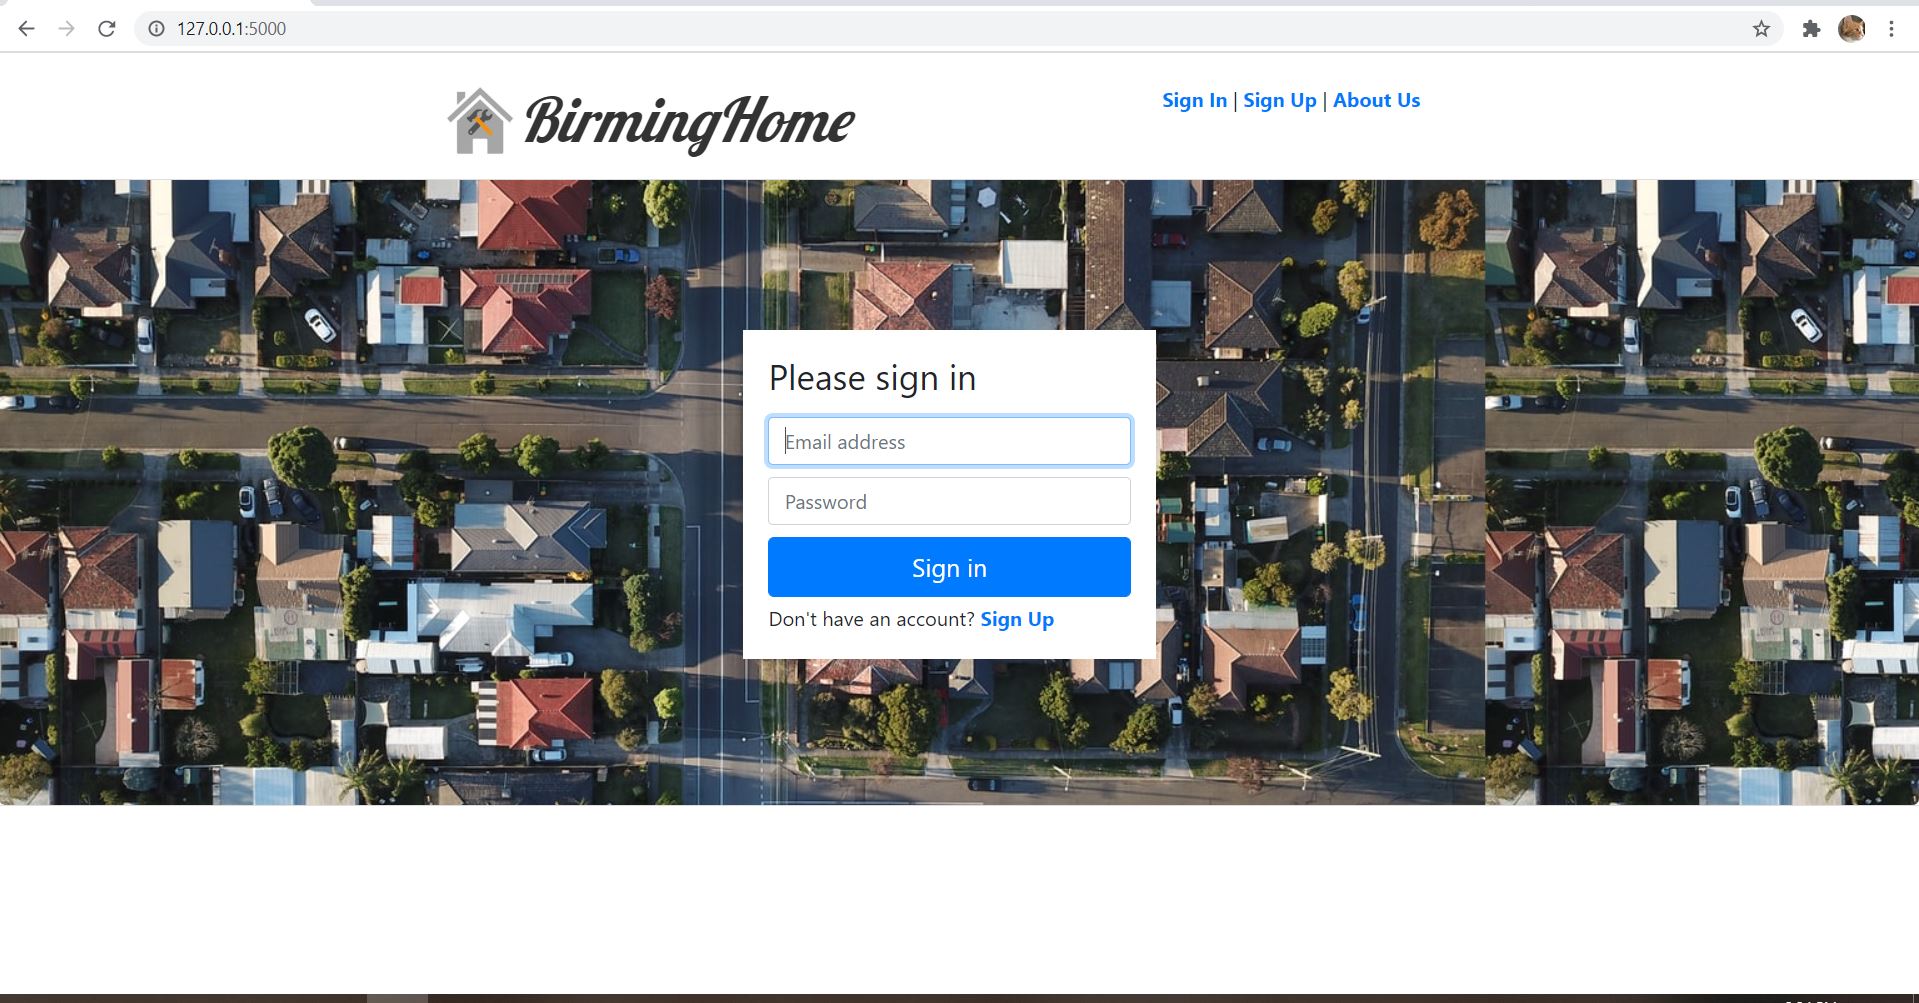 127.0.0.1:5000
BirmingHome
Sign In | Sign Up | About Us
Please sign in
Email address
Password
Sign in
Don't have an account? Sign Up